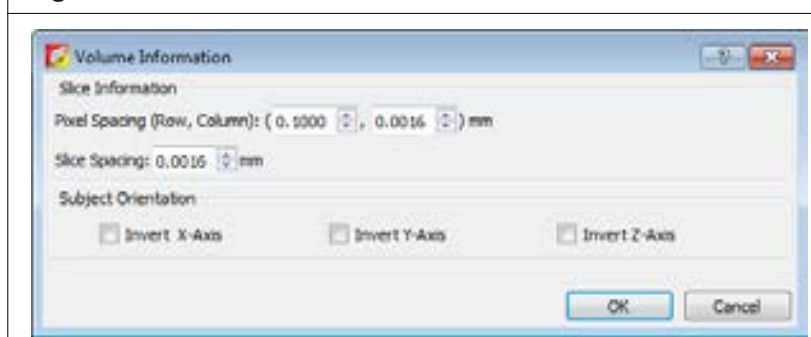 Volume Information
Slice Information
Pixel Spacing (Row, Column): ( 0.1000 , 0.0016 ) mm
Slice Spacing: 0.0016 mm
Subject Orientation
Invert X-Axis Invert Y-Axis Invert Z-Axis
OK Cancel